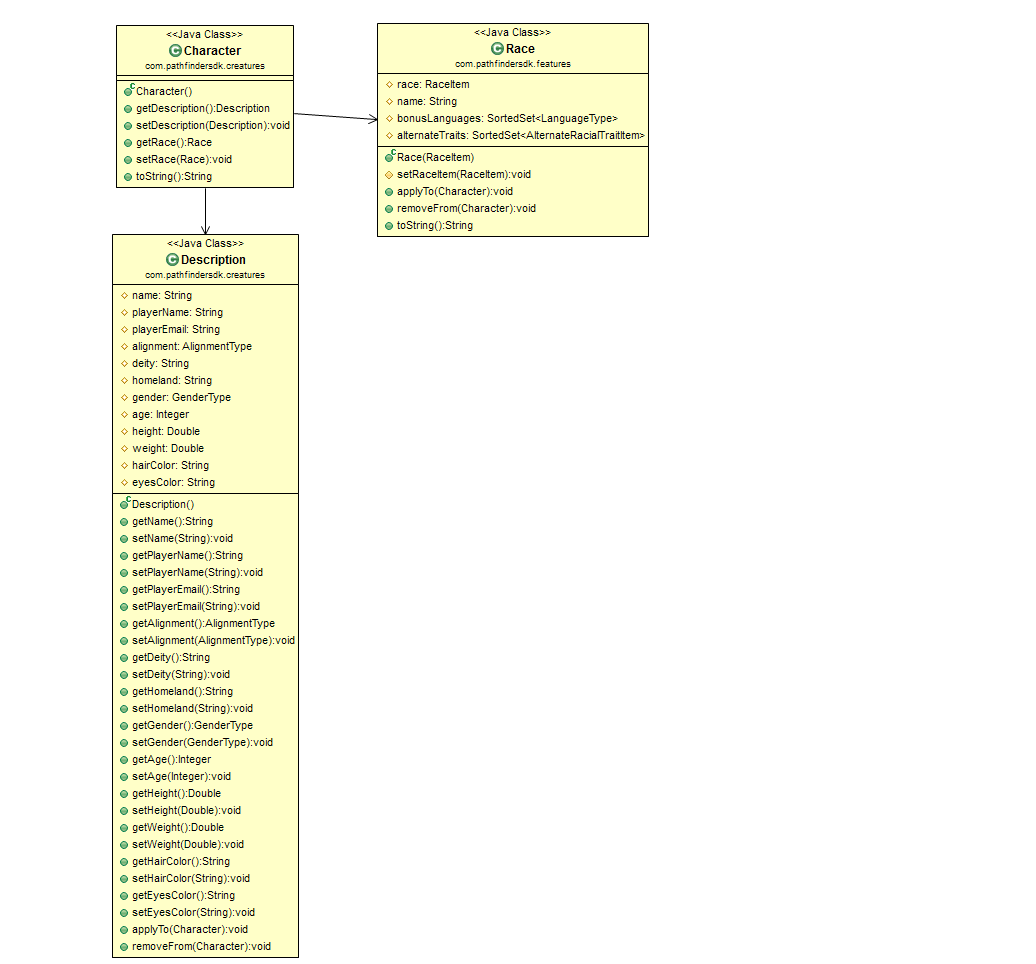 <<Java Class>>
Character
com.pathfindersdk.creatures
Character()
getDescription():Description
setDescription(Description):void
getRace():Race
setRace(Race):void
toString():String
<<Java Class>>
Race
com.pathfindersdk.features
race: RaceItem
name: String
bonusLanguages: SortedSet<LanguageType>
alternateTraits: SortedSet<AlternateRacialTraitItem>
Race(RaceItem)
setRaceItem(RaceItem):void
applyTo(Character):void
removeFrom(Character):void
toString():String
<<Java Class>>
Description
com.pathfindersdk.creatures
name: String
playerName: String
playerEmail: String
alignment: AlignmentType
deity: String
homeland: String
gender: GenderType
age: Integer
height: Double
weight: Double
hairColor: String
eyesColor: String
Description()
getName():String
setName(String):void
getPlayerName():String
setPlayerName(String):void
getPlayerEmail():String
setPlayerEmail(String):void
getAlignment():AlignmentType
setAlignment(AlignmentType):void
getDeity():String
setDeity(String):void
getHomeland():String
setHomeland(String):void
getGender():GenderType
setGender(GenderType):void
getAge():Integer
setAge(Integer):void
getHeight():Double
setHeight(Double):void
getWeight():Double
setWeight(Double):void
getHairColor():String
setHairColor(String):void
getEyesColor():String
setEyesColor(String):void
applyTo(Character):void
removeFrom(Character):void